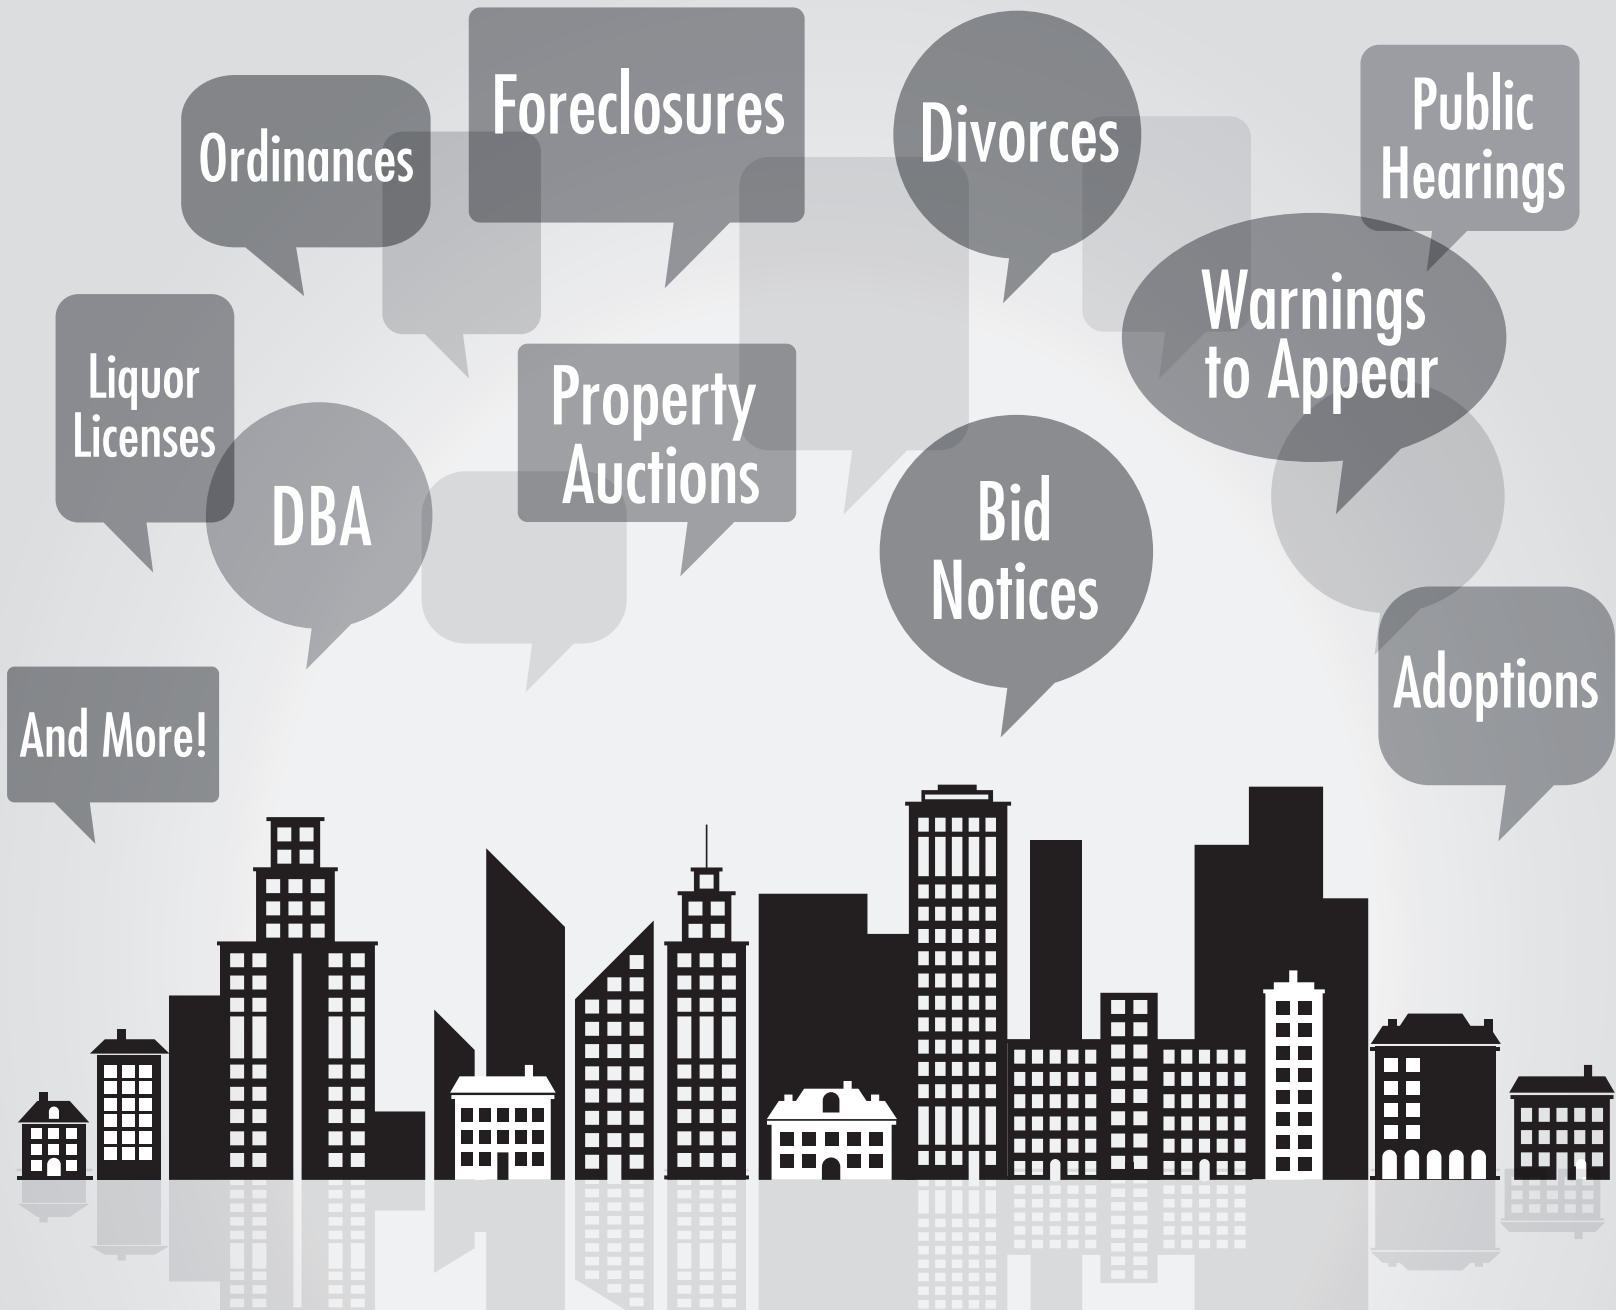 Ordinances
Foreclosures
Divorces
Public
Hearings
Liquor
Licenses
DBA
Property
Auctions
Bid
Notices
Warnings
to Appear
And More!
Adoptions